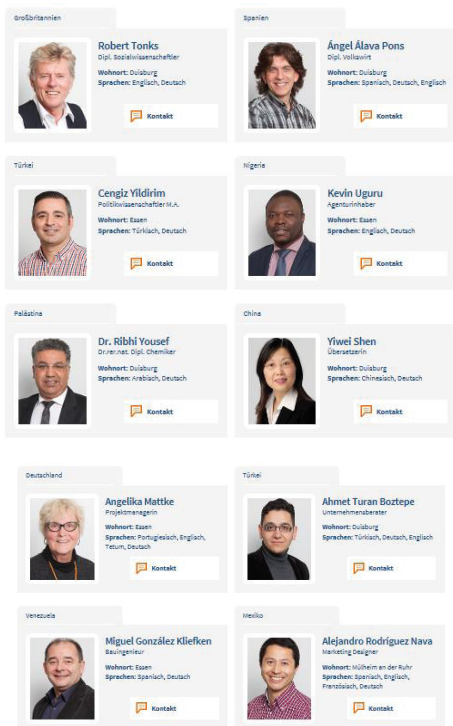 Großbritannien
Robert Tonks
Dipl. Sozialwissenschaftler
Wohnort: Duisburg
Sprachen: Englisch, Deutsch
Kontakt
Spanien
Ángel Álava Pons
Dipl. Volkswirt
Wohnort: Duisburg
Sprachen: Spanisch, Deutsch, Englisch
Kontakt
Türkei
Cengiz Yildirim
Politikwissenschaftler M.A.
Wohnort: Essen
Sprachen: Türkisch, Deutsch
Kontakt
Nigeria
Kevin Uguru
Agenturinhaber
Wohnort: Essen
Sprachen: Englisch, Deutsch
Kontakt
Palästina
Dr. Ribhi Yousef
Dr.rer.nat. Dipl. Chemiker
Wohnort: Duisburg
Sprachen: Arabisch, Deutsch
Kontakt
China
Yiwei Shen
Übersetzerin
Wohnort: Duisburg
Sprachen: Chinesisch, Deutsch
Kontakt
Deutschland
Angelika Mattke
Projektmanagerin
Wohnort: Essen
Sprachen: Portugiesisch, Englisch,
Tetum, Deutsch
Kontakt
Türkei
Ahmet Turan Boztepe
Unternehmensberater
Wohnort: Duisburg
Sprachen: Türkisch, Deutsch, Englisch
Kontakt
Venezuela
Miguel González Kliefken
Bauingenieur
Wohnort: Essen
Sprachen: Spanisch, Deutsch
Kontakt
Mexiko
Alejandro Rodríguez Nava
Marketing Designer
Wohnort: Mülheim an der Ruhr
Sprachen: Spanisch, Englisch,
Französisch, Deutsch
Kontakt